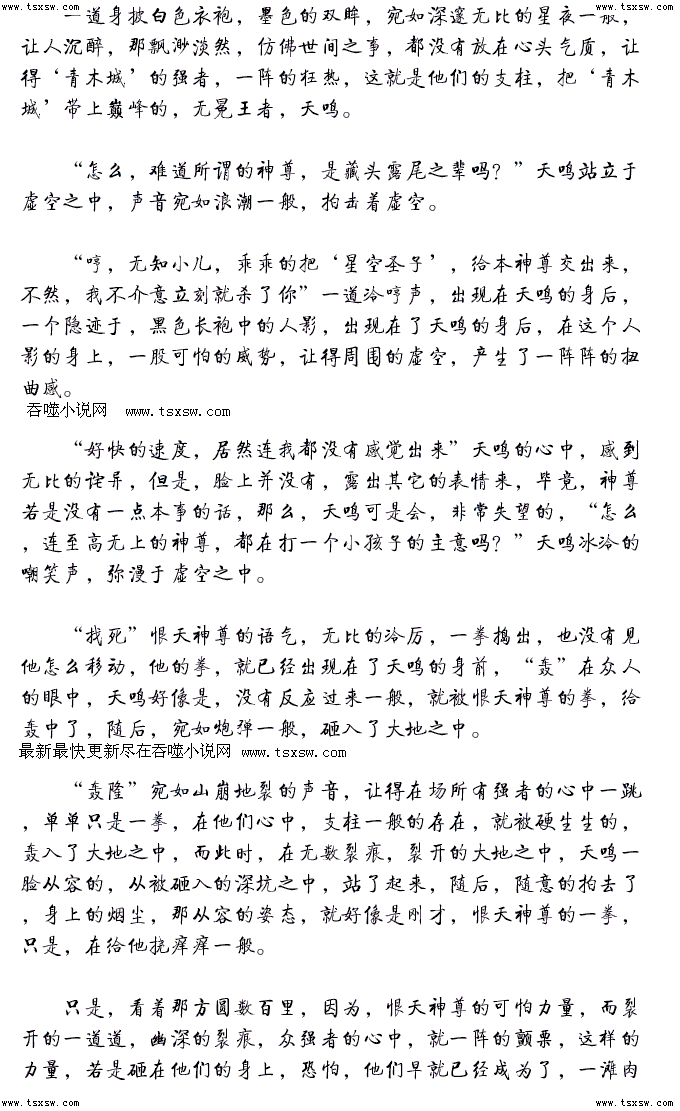 www.tsxsw.com www.tsxsw.com www.tsxsw.com www.tsxsw.com www.tsxsw.com
一道身披白色衣袍，墨色的双眸，宛如深邃无比的星夜一般，
让人沉醉，那飘渺淡然，仿佛世间之事，都没有放在心头气质，让
得‘青木城’的强者，一阵的狂热，这就是他们的支柱，把‘青木
城’带上巅峰的，无冕王者，天鸣。
“怎么，难道所谓的神尊，是藏头露尾之辈吗？”天鸣站立于
虚空之中，声音宛如浪潮一般，拍击着虚空。
“哼，无知小儿，乖乖的把‘星空圣子’，给本神尊交出来，
不然，我不介意立刻就杀了你”一道冷哼声，出现在天鸣的身后，
一个隐迹于，黑色长袍中的人影，出现在了天鸣的身后，在这个人
影的身上，一股可怕的威势，让得周围的虚空，产生了一阵阵的扭
曲感。
吞噬小说网 www.tsxsw.com
“好快的速度，居然连我都没有感觉出来”天鸣的心中，感到
无比的诧异，但是，脸上并没有，露出其它的表情来，毕竟，神尊
若是没有一点本事的话，那么，天鸣可是会，非常失望的，“怎么
，连至高无上的神尊，都在打一个小孩子的主意吗？”天鸣冰冷的
嘲笑声，弥漫于虚空之中。
“找死”恨天神尊的语气，无比的冷厉，一拳捣出，也没有见
他怎么移动，他的拳，就已经出现在了天鸣的身前，“轰”在众人
的眼中，天鸣好像是，没有反应过来一般，就被恨天神尊的拳，给
轰中了，随后，宛如炮弹一般，砸入了大地之中。
最新最快更新尽在吞噬小说网 www.tsxsw.com
“轰隆”宛如山崩地裂的声音，让得在场所有强者的心中一跳
，单单只是一拳，在他们心中，支柱一般的存在，就被硬生生的，
轰入了大地之中，而此时，在无数裂痕，裂开的大地之中，天鸣一
脸从容的，从被砸入的深坑之中，站了起来，随后，随意的拍去了
，身上的烟尘，那从容的姿态，就好像是刚才，恨天神尊的一拳，
只是，在给他挠痒痒一般。
只是，看着那方圆数百里，因为，恨天神尊的可怕力量，而裂
开的一道道，幽深的裂痕，众强者的心中，就一阵的颤栗，这样的
力量，若是砸在他们的身上，恐怕，他们早就已经成为了，一滩肉
www.tsxsw.com www.tsxsw.com www.tsxsw.com www.tsxsw.com www.tsxsw.com